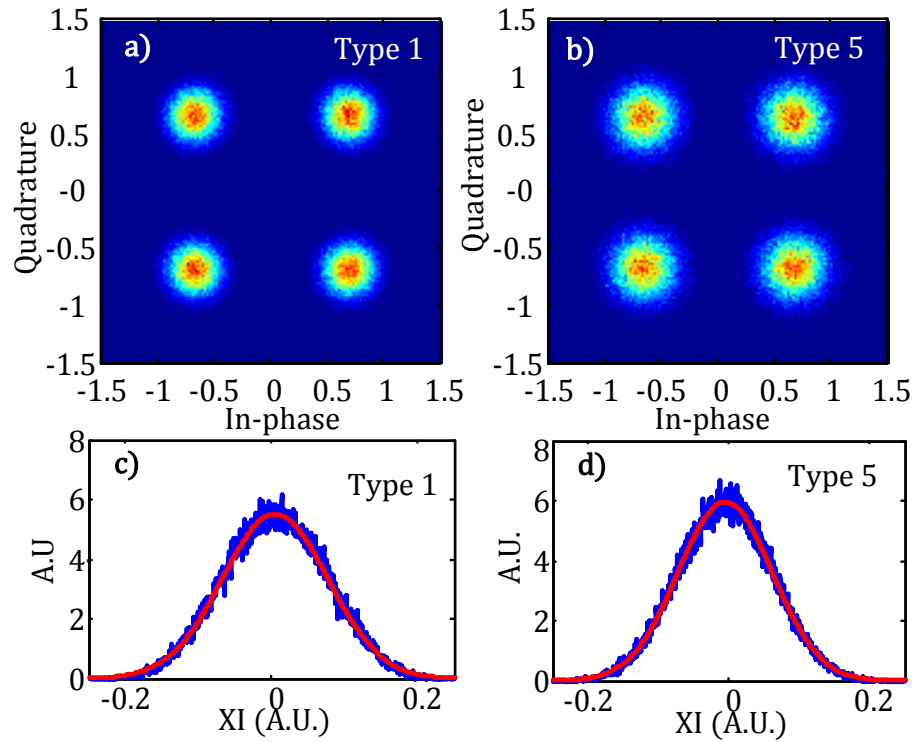 a) Type 1
1.5
1
0.5
-0
-0.5
-1
-1.5
Quadrature
-1.5 -1 -0.5 0 0.5 1 1.5
In-phase
b) Type 5
1.5
1
0.5
-0
-0.5
-1
-1.5
Quadrature
-1.5 -1 -0.5 0 0.5 1 1.5
In-phase
c) Type 1
8
6
4
2
0
A.U
-0.2 0 0.2
XI (A.U.)
d) Type 5
8
6
4
2
0
A.U.
-0.2 0 0.2
XI (A.U.)